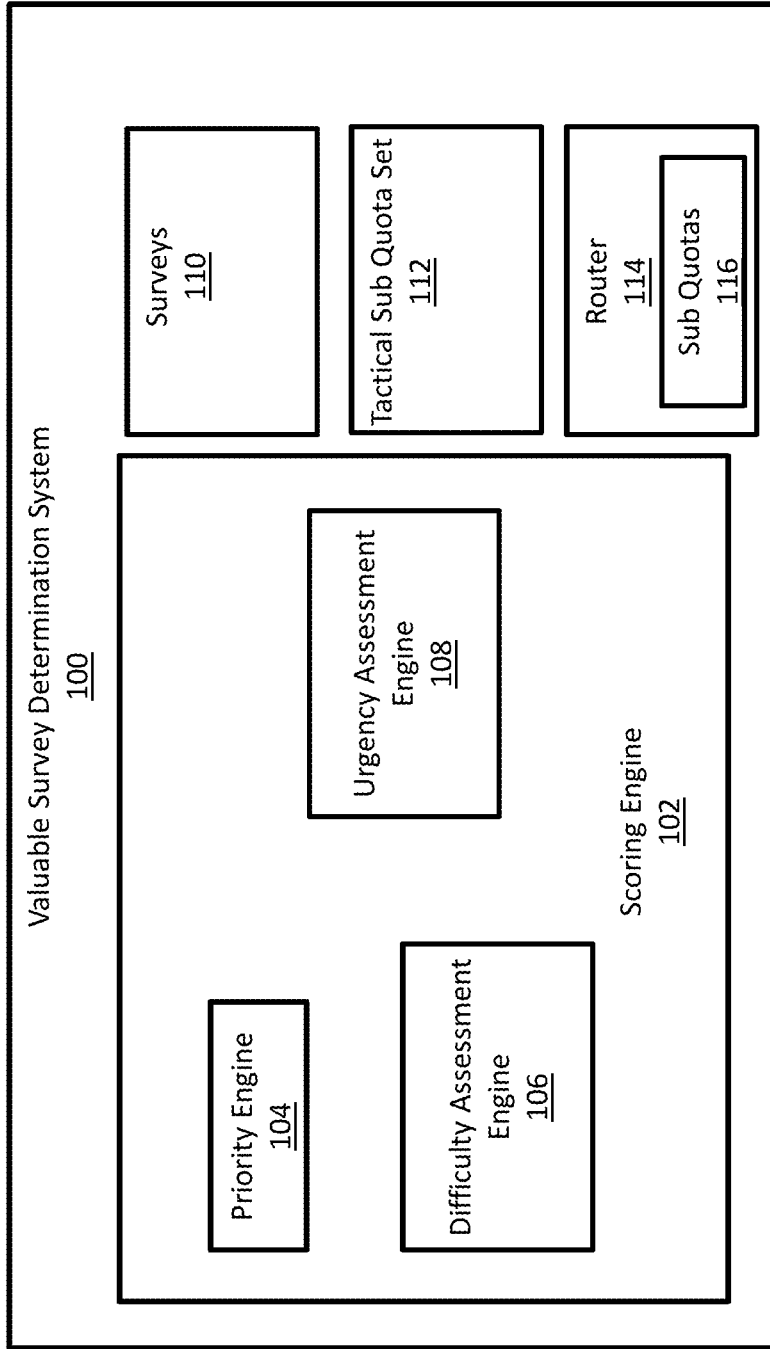 Valuable Survey Determination System
100
Priority Engine
104
Difficulty Assessment
Engine
106
Urgency Assessment
Engine
108
Scoring Engine
102
Surveys
110
Tactical Sub Quota Set
112
Router
114
Sub Quotas
116